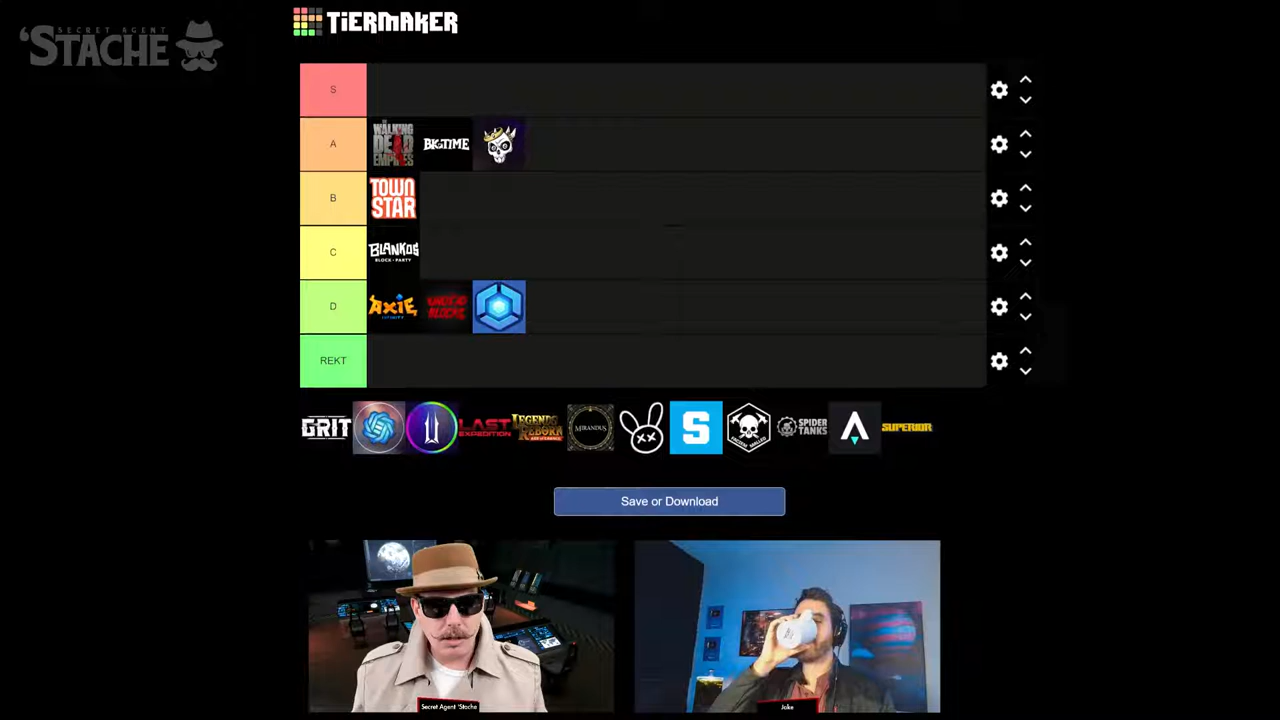 SECRET AGENT
'STACHE
TiERMAKER
S
A
THE WALKING DEAD EMPIRES
BIGTIME
B
TOWN STAR
C
BLANKOS
BLOCK • PARTY
D
AXIE
INFINITY
REKT
GRIT
LAST
EXPEDITION
LEGENDS
REBORN
MIRANDUS
S
SPIDER
TANKS
SUPERIOR
Save or Download
Secret Agent 'Stache
Jake